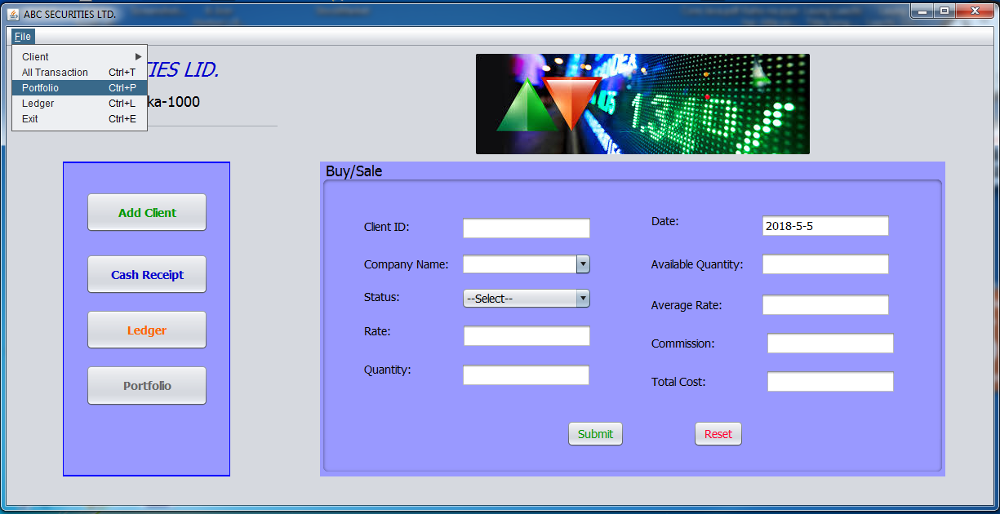 ABC SECURITIES LTD.
File
Client
All Transaction Ctrl+T
Portfolio Ctrl+P
Ledger Ctrl+L
Exit Ctrl+E
TIES LID.
ka-1000
Add Client
Cash Receipt
Ledger
Portfolio
Buy/Sale
Client ID:
Company Name:
Status: --Select--
Rate:
Quantity:
Date: 2018-5-5
Available Quantity:
Average Rate:
Commission:
Total Cost:
Submit Reset